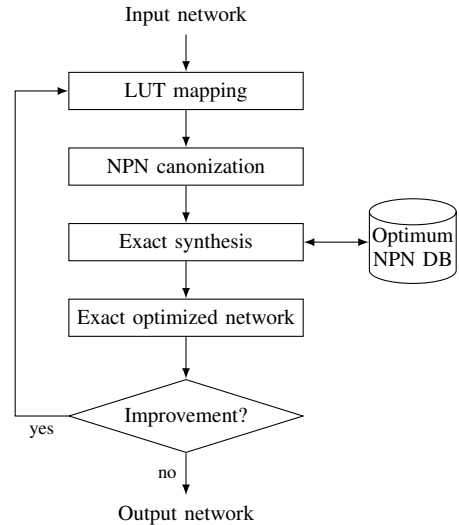 Input network
LUT mapping
NPN canonization
Exact synthesis
Optimum
NPN DB
Exact optimized network
Improvement?
yes
no
Output network